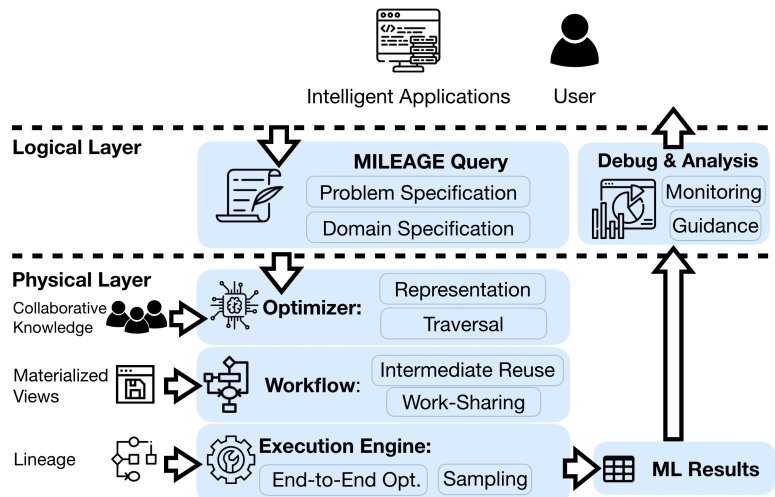 Intelligent Applications
User
Logical Layer
MILEAGE Query
Problem Specification
Domain Specification
Debug & Analysis
Monitoring
Guidance
Physical Layer
Collaborative
Knowledge
Optimizer:
Representation
Traversal
Materialized
Views
Workflow:
Intermediate Reuse
Work-Sharing
Lineage
Execution Engine:
End-to-End Opt.
Sampling
ML Results